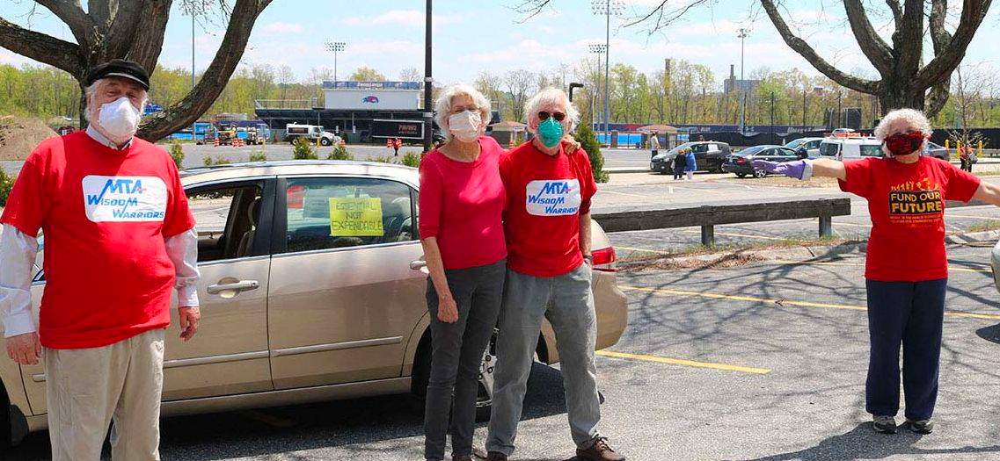 MTA
WISDOM
WARRIORS
ESSENTIAL
NOT
EXPENDABLE
MTA
WISDOM
WARRIORS
FUND OUR
FUTURE